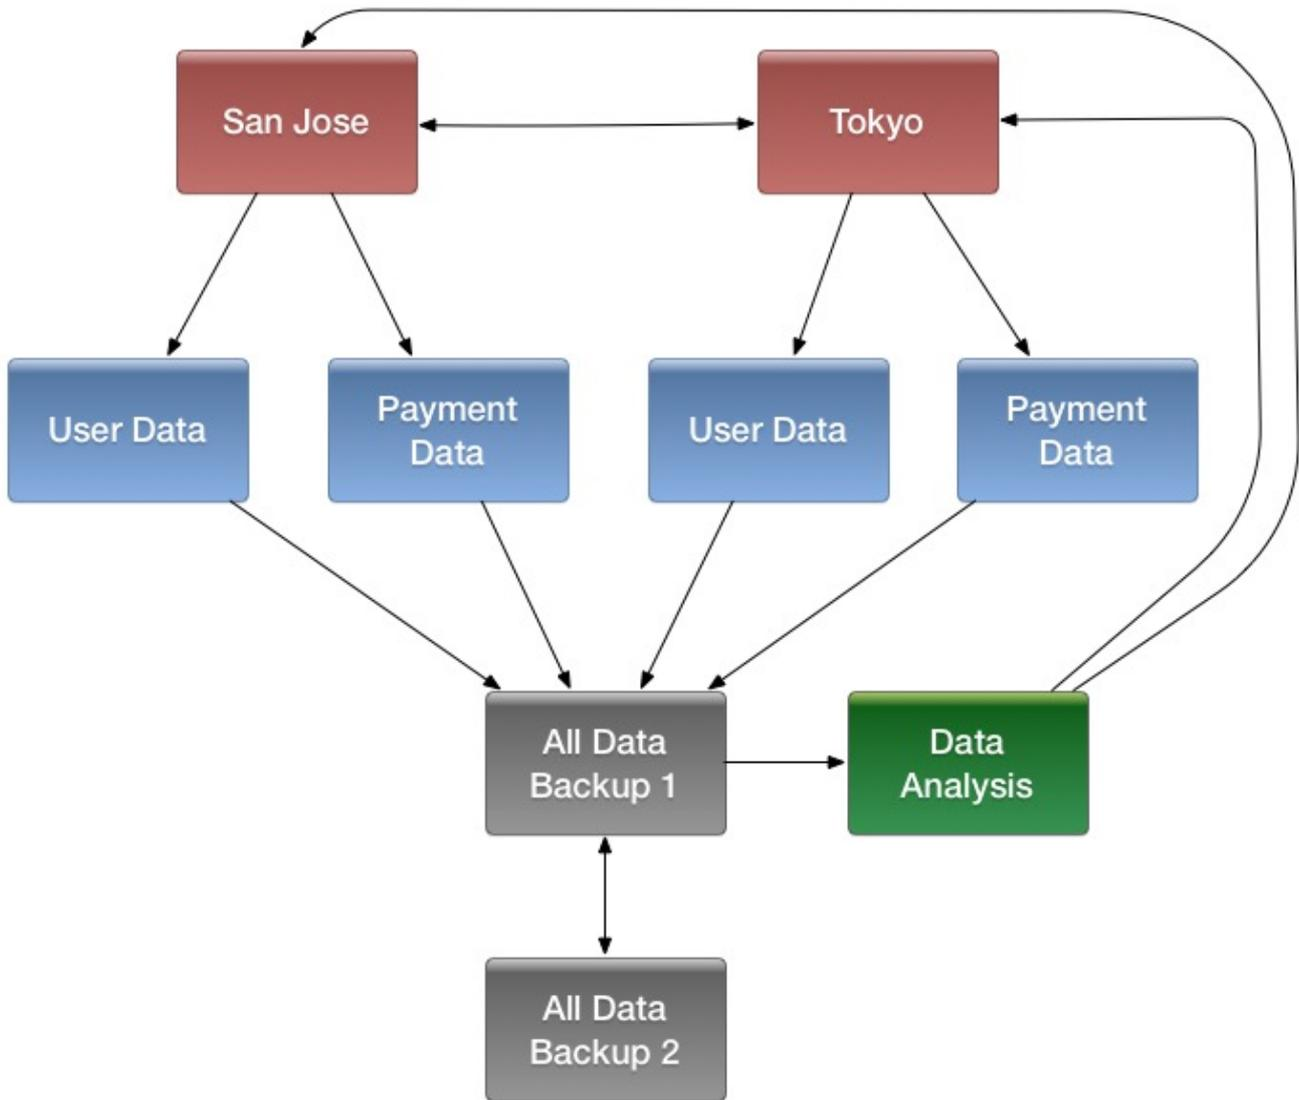 San Jose
Tokyo
User Data
Payment
Data
User Data
Payment
Data
All Data
Backup 1
Data
Analysis
All Data
Backup 2